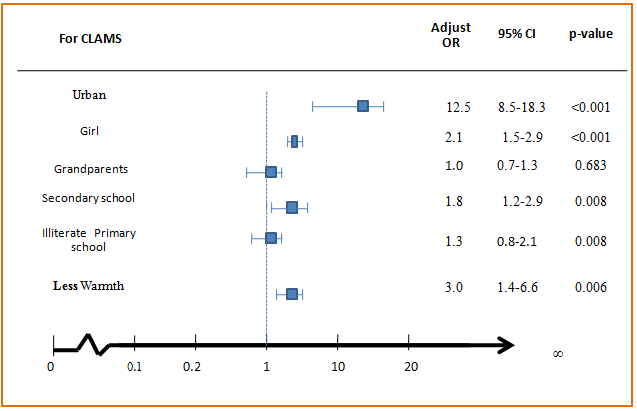 For CLAMS Adjust OR 95% CI p-value
Urban 12.5 8.5-18.3 <0.001
Girl 2.1 1.5-2.9 <0.001
Grandparents 1.0 0.7-1.3 0.683
Secondary school 1.8 1.2-2.9 0.008
Illiterate Primary school 1.3 0.8-2.1 0.008
Less Warmth 3.0 1.4-6.6 0.006
0 0.1 0.2 1 10 20 ∞